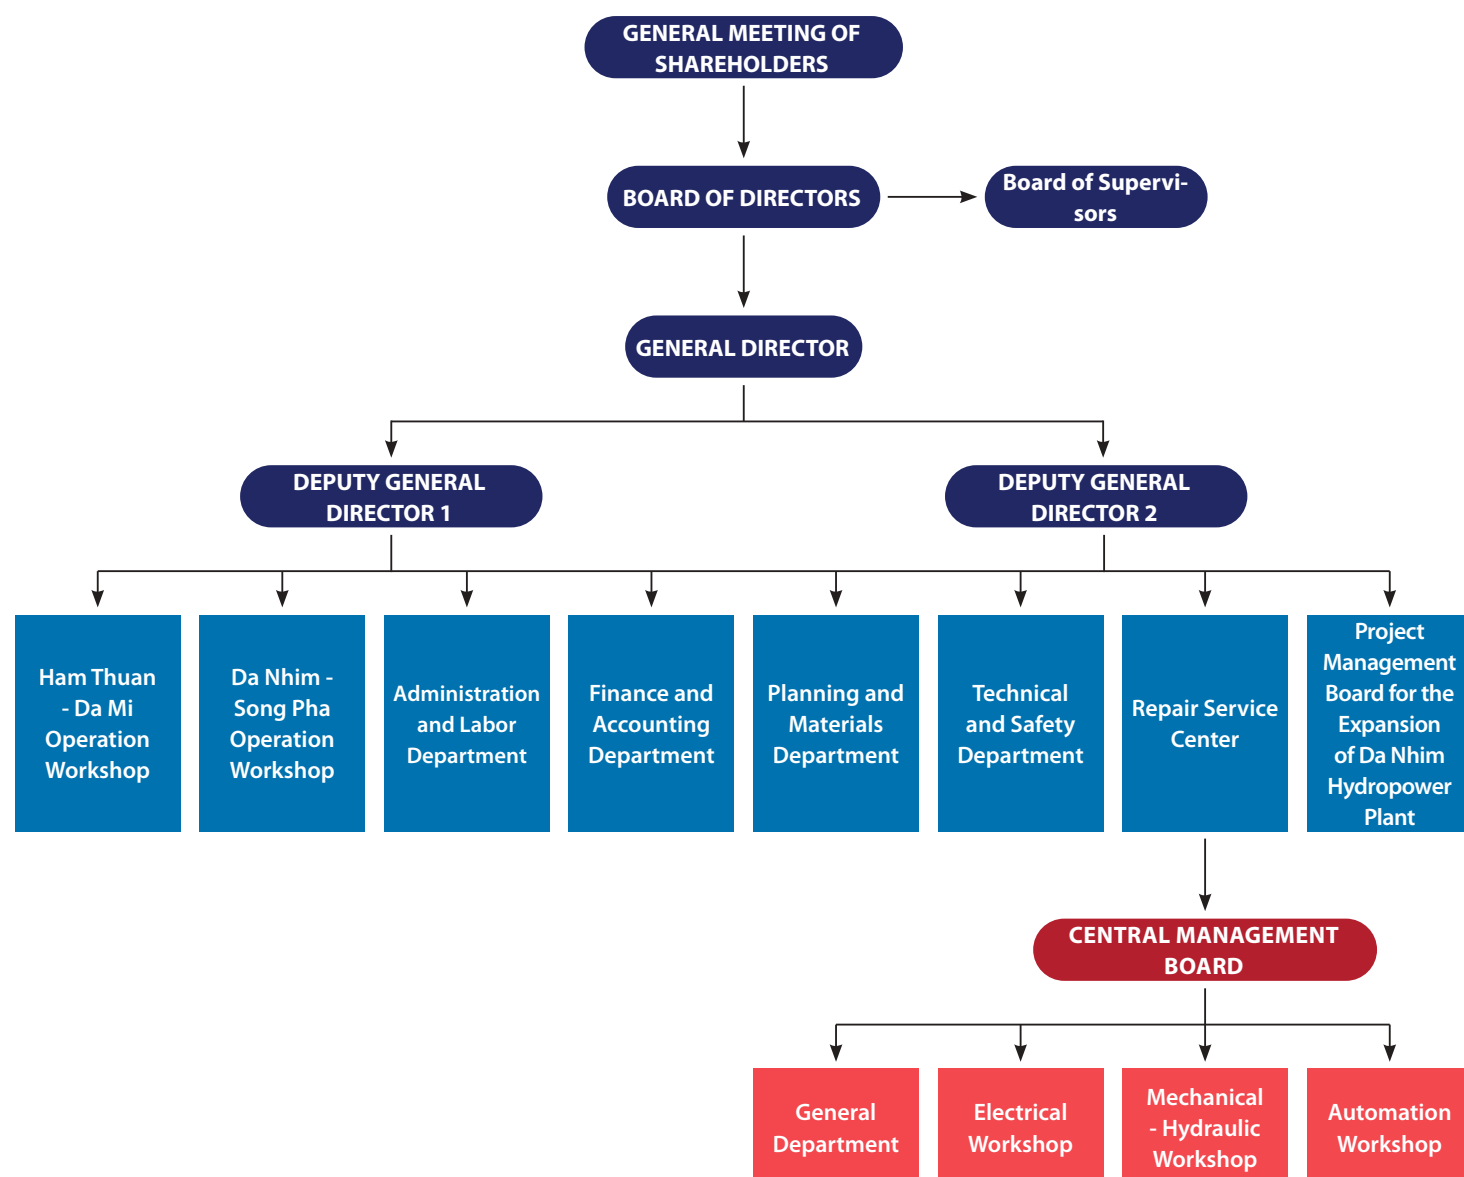 GENERAL MEETING OF
SHAREHOLDERS
BOARD OF DIRECTORS
Board of Supervi-
sors
GENERAL DIRECTOR
DEPUTY GENERAL
DIRECTOR 1
DEPUTY GENERAL
DIRECTOR 2
Ham Thuan
- Da Mi
Operation
Workshop
Da Nhim -
Song Pha
Operation
Workshop
Administration
and Labor
Department
Finance and
Accounting
Department
Planning and
Materials
Department
Technical
and Safety
Department
Repair Service
Center
Project
Management
Board for the
Expansion
of Da Nhim
Hydropower
Plant
CENTRAL MANAGEMENT
BOARD
General
Department
Electrical
Workshop
Mechanical
- Hydraulic
Workshop
Automation
Workshop